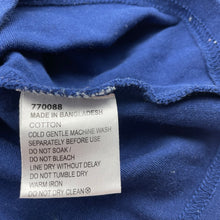 770088
MADE IN BANGLADESH
COTTON
COLD GENTLE MACHINE WASH
SEPARATELY BEFORE USE
DO NOT SOAK /
DO NOT BLEACH
LINE DRY WITHOUT DELAY
DO NOT TUMBLE DRY
WARM IRON
DO NOT DRY CLEAN